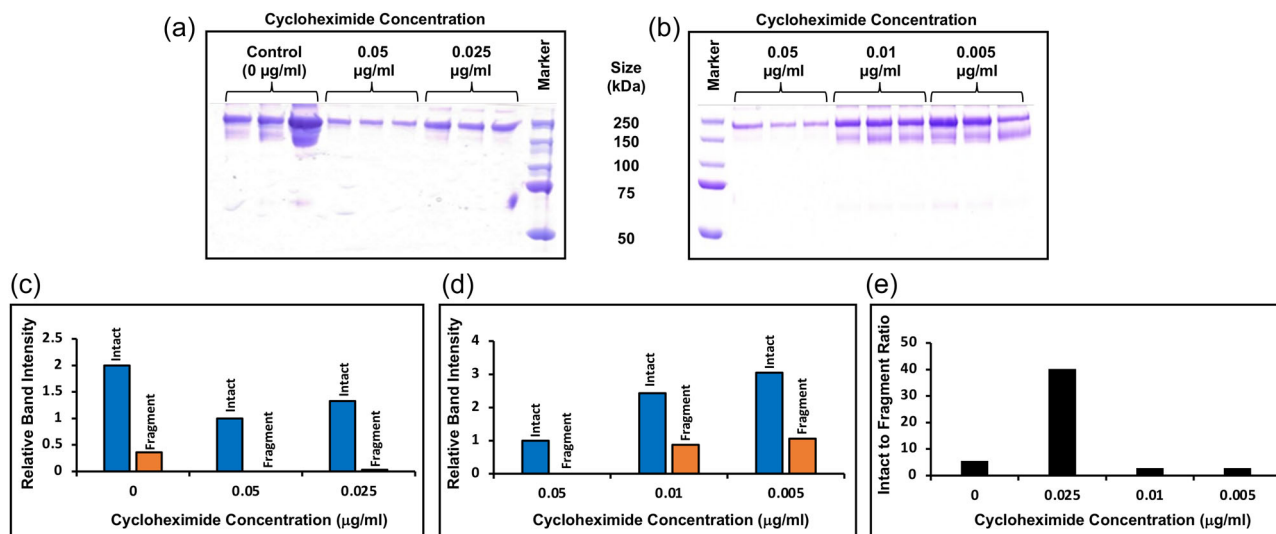 (a)
Cycloheximide Concentration
Control
(0 µg/ml)
0.05
µg/ml
0.025
µg/ml
Marker
Size
(kDa)
250
150
100
75
50
(b)
Cycloheximide Concentration
Marker
0.05
µg/ml
0.01
µg/ml
0.005
µg/ml
(c)
Relative Band Intensity
2.5
2
1.5
1
0.5
0
Intact
Fragment
Intact
Fragment
Intact
Fragment
0 0.05 0.025
Cycloheximide Concentration (µg/ml)
(d)
Relative Band Intensity
4
3
2
1
0
Intact
Fragment
Intact
Fragment
Intact
Fragment
0.05 0.01 0.005
Cycloheximide Concentration (µg/ml)
(e)
Intact to Fragment Ratio
50
40
30
20
10
0
0 0.025 0.01 0.005
Cycloheximide Concentration (µg/ml)